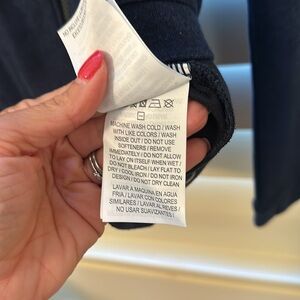 MACHINE WASH COLD / WASH
WITH LIKE COLORS / WASH
INSIDE OUT / DO NOT USE
SOFTENERS / REMOVE
IMMEDIATELY / DO NOT ALLOW
TO LAY ON ITSELF WHEN WET /
DO NOT BLEACH / LAY FLAT TO
DRY / COOL IRON / DO NOT IRON
DESIGN / DO NOT DRY CLEAN
LAVAR A MAQUINA EN AGUA
FRIA / LAVAR CON COLORES
SIMILARES / LAVAR AL REVES /
NO USAR SUAVIZANTES /